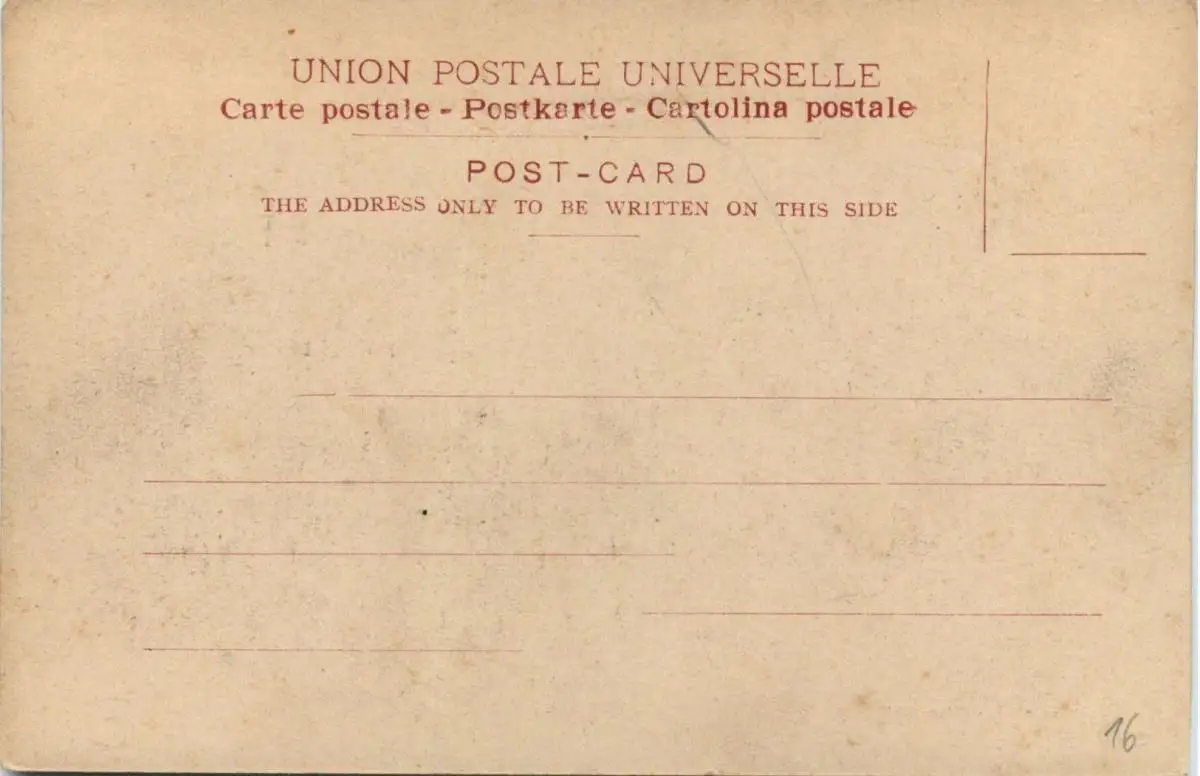 UNION POSTALE UNIVERSELLE
Carte postale - Postkarte - Cartolina postale
POST-CARD
THE ADDRESS ONLY TO BE WRITTEN ON THIS SIDE
16